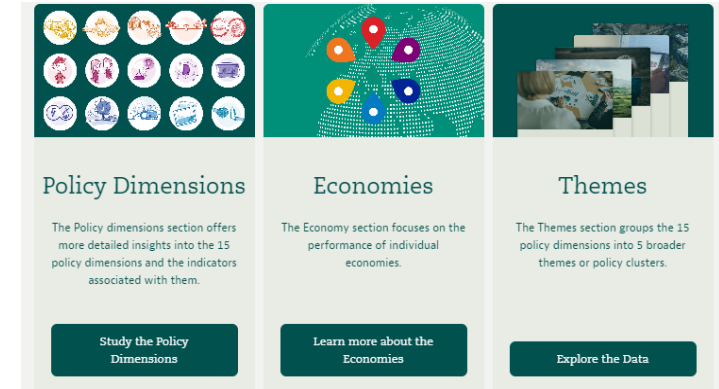 Policy Dimensions
The Policy dimensions section offers
more detailed insights into the 15
policy dimensions and the indicators
associated with them.
Study the Policy
Dimensions
Economies
The Economy section focuses on the
performance of individual
economies.
Learn more about the
Economies
Themes
The Themes section groups the 15
policy dimensions into 5 broader
themes or policy clusters.
Explore the Data